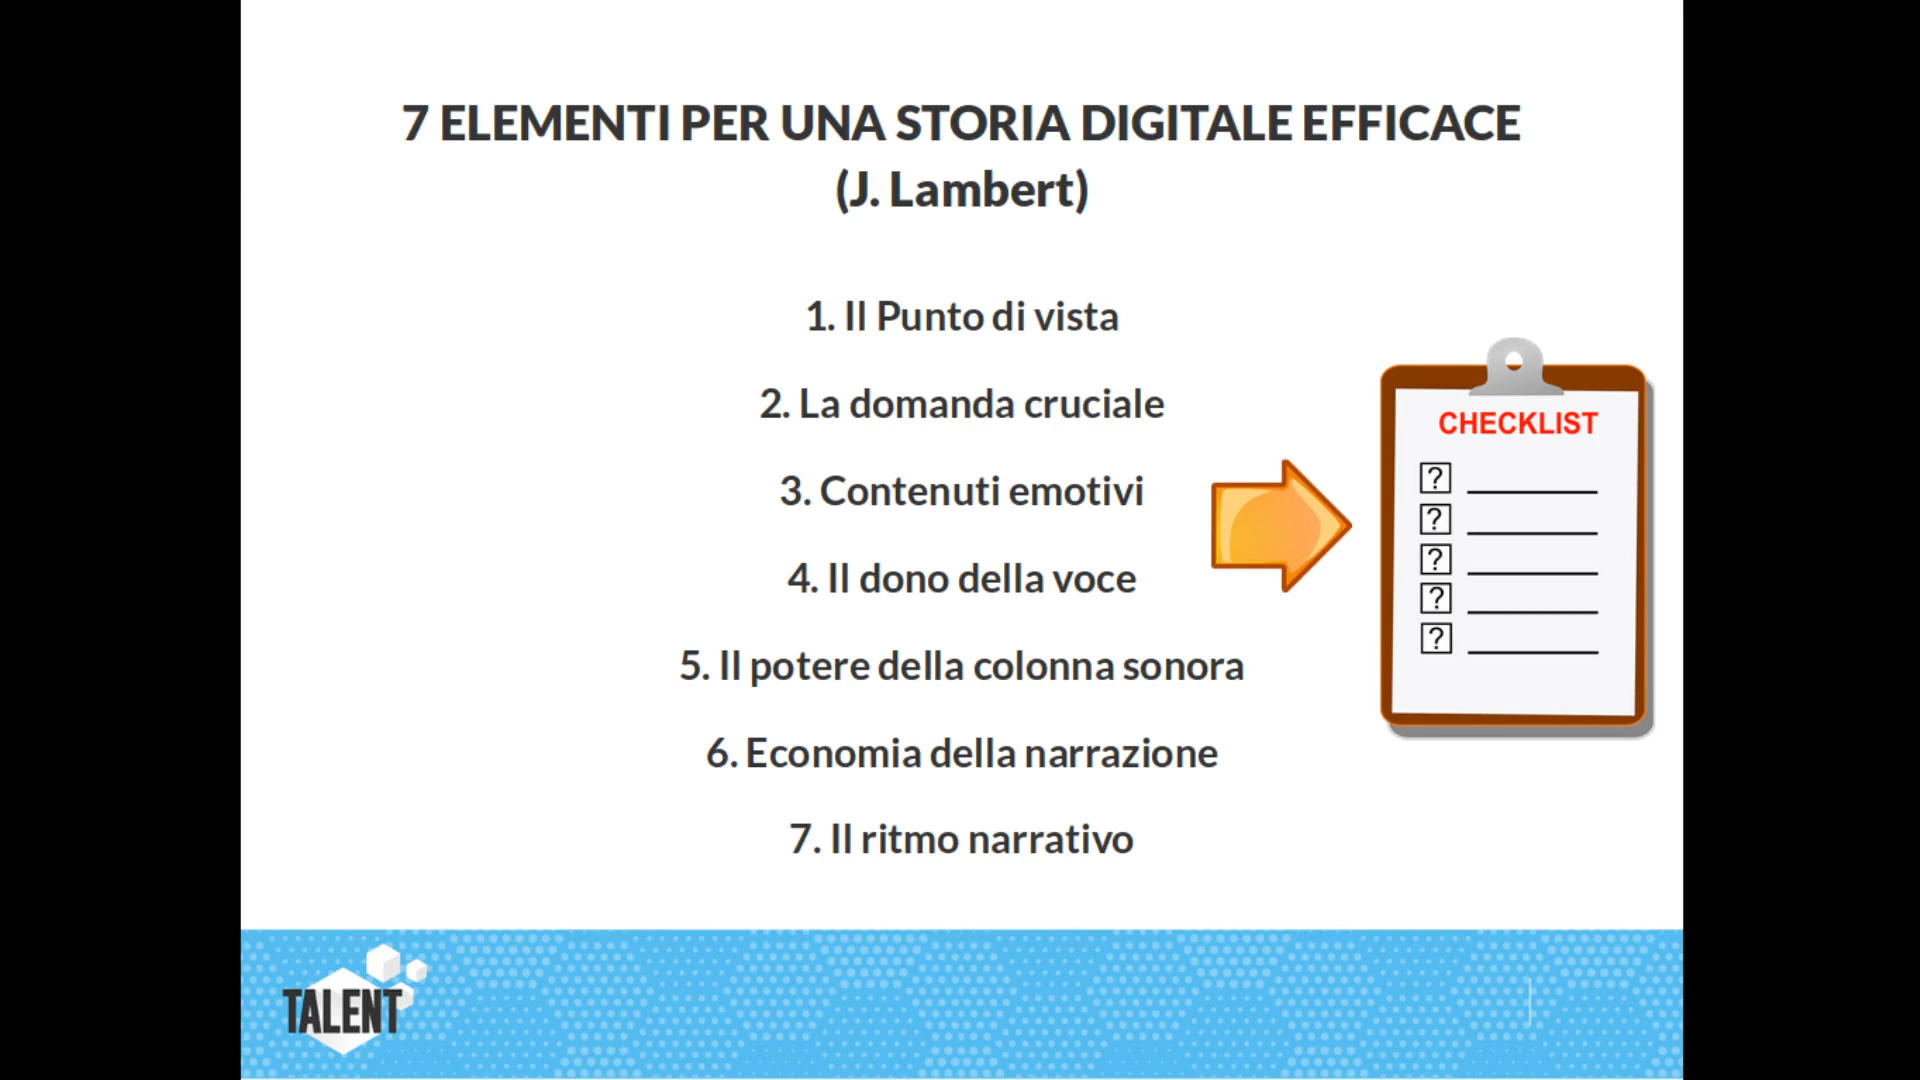 7 ELEMENTI PER UNA STORIA DIGITALE EFFICACE
(J. Lambert)
1. Il Punto di vista
2. La domanda cruciale
3. Contenuti emotivi
4. Il dono della voce
5. Il potere della colonna sonora
6. Economia della narrazione
7. Il ritmo narrativo
CHECKLIST
?
?
?
?
?
TALENT